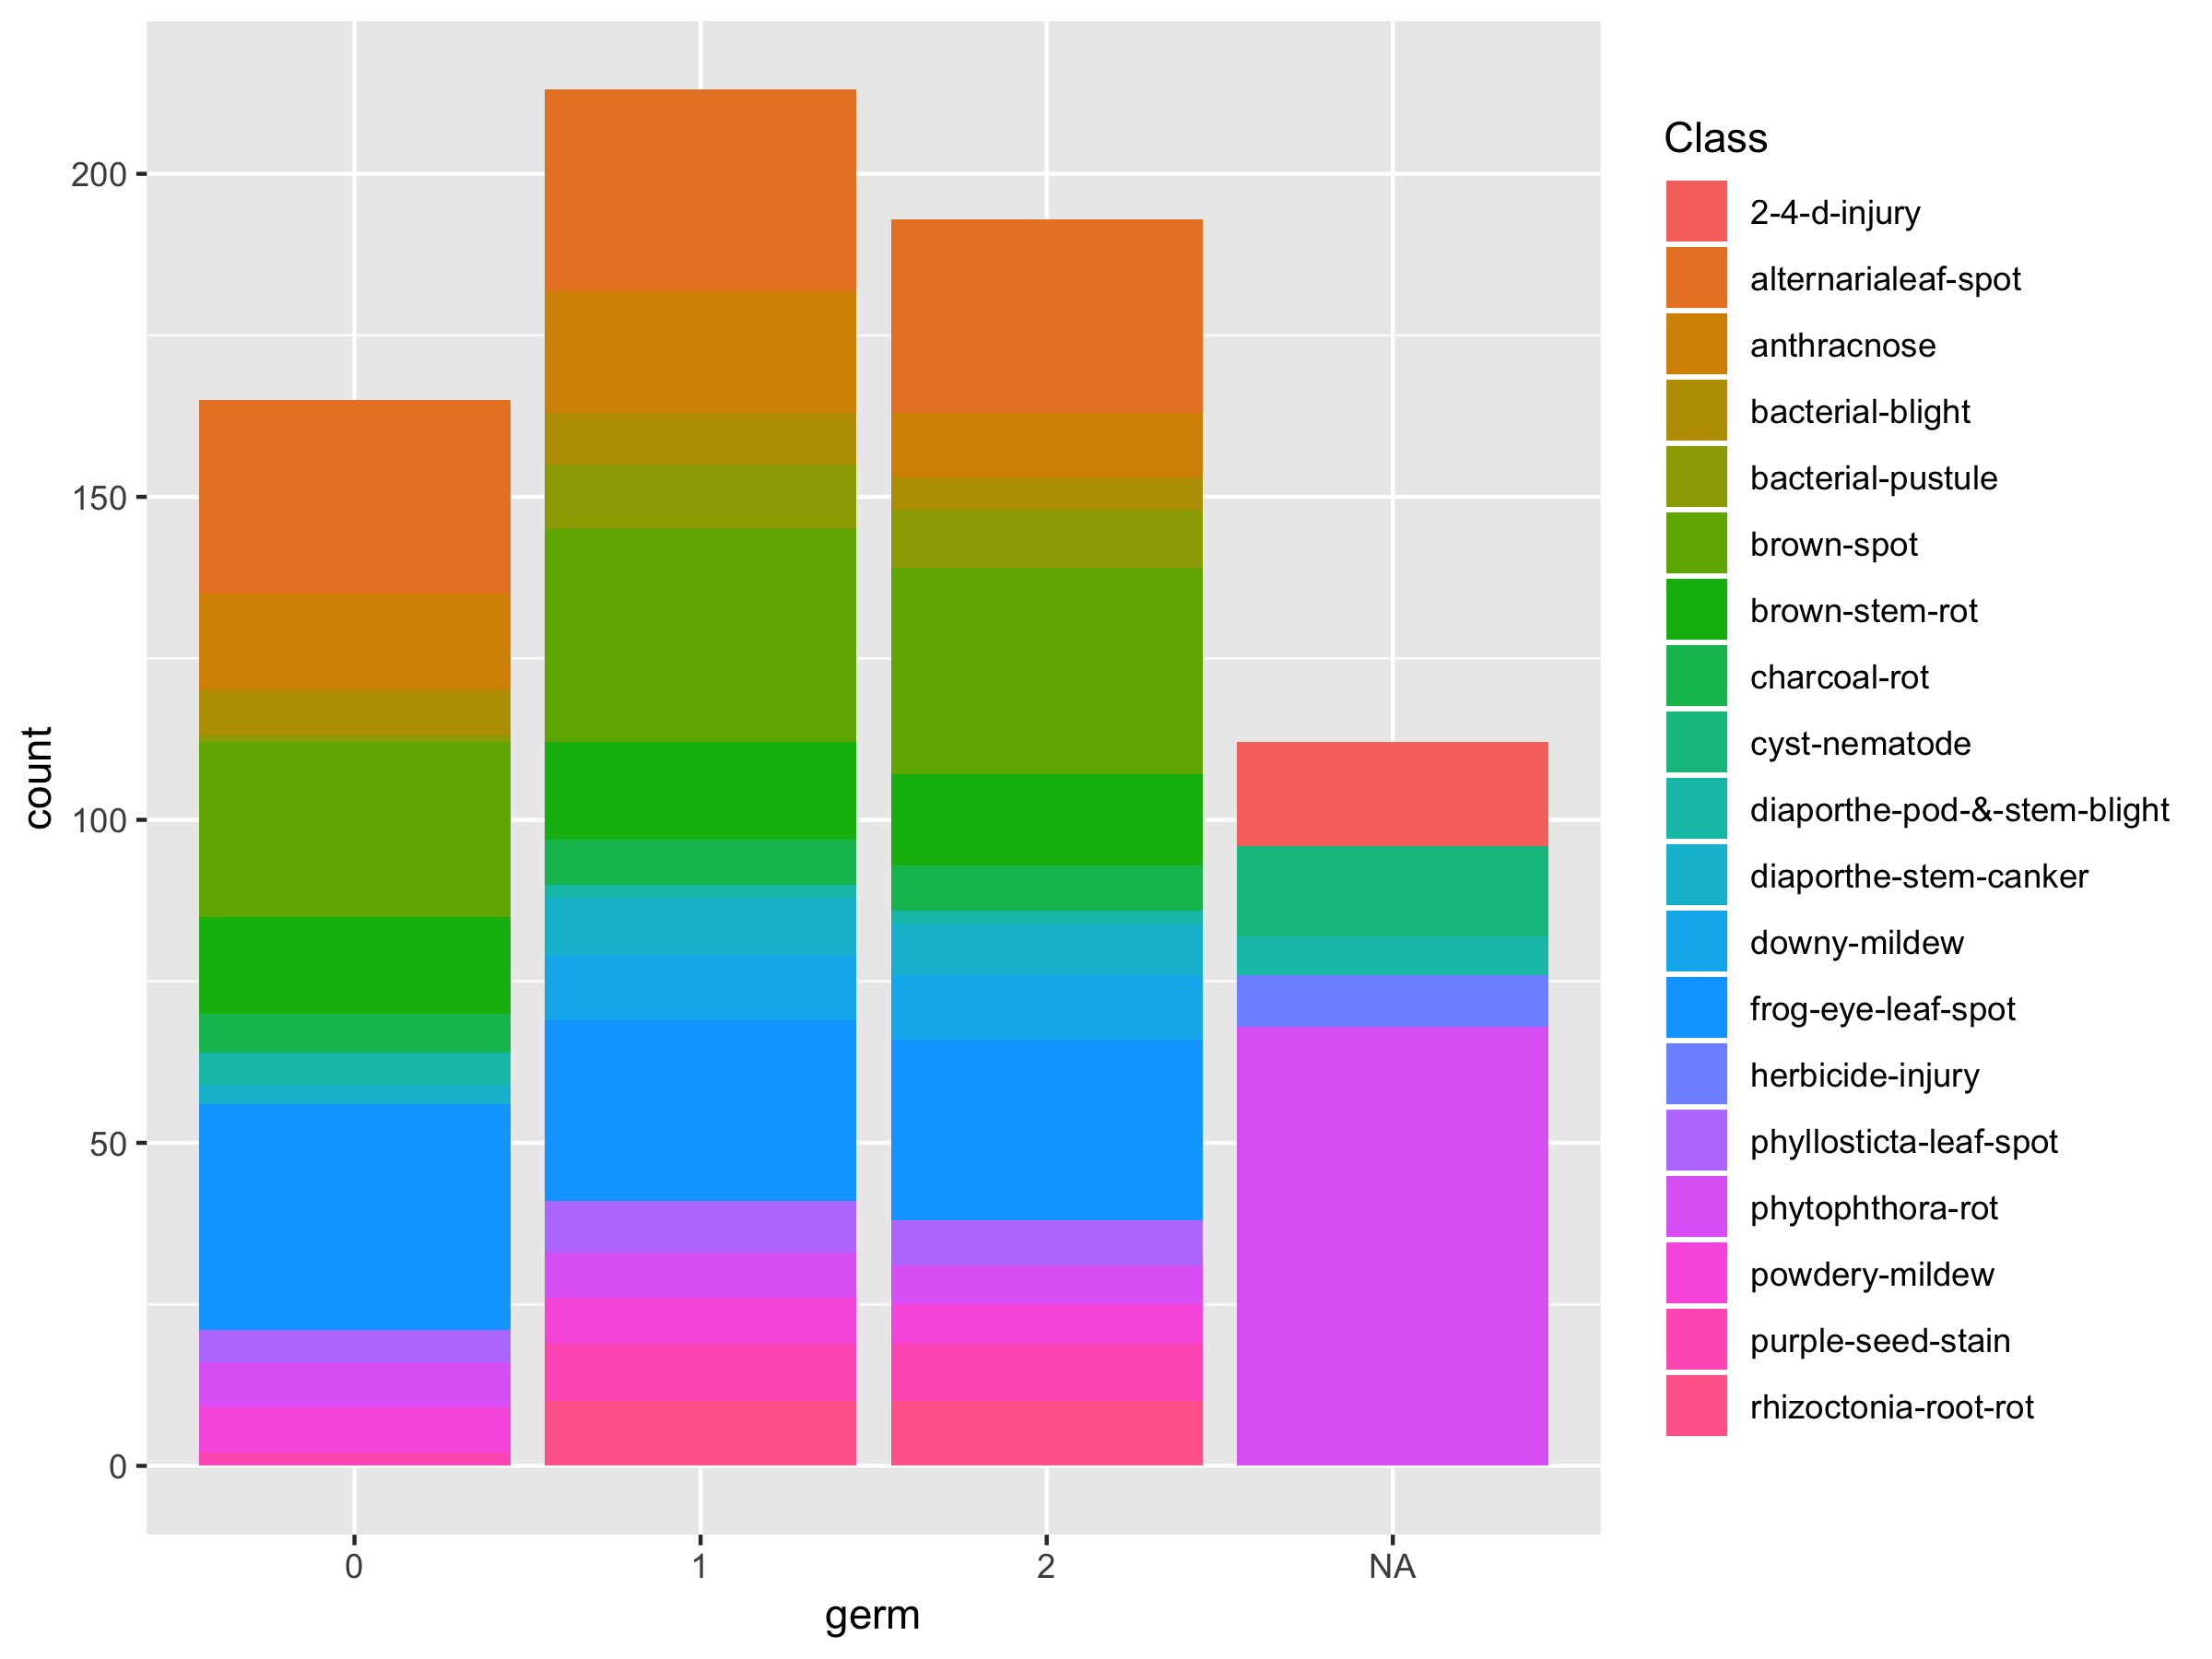 count
200
150
100
50
0
0
1
2
NA
germ
Class
2-4-d-injury
alternarialeaf-spot
anthracnose
bacterial-blight
bacterial-pustule
brown-spot
brown-stem-rot
charcoal-rot
cyst-nematode
diaporthe-pod-&-stem-blight
diaporthe-stem-canker
downy-mildew
frog-eye-leaf-spot
herbicide-injury
phyllosticta-leaf-spot
phytophthora-rot
powdery-mildew
purple-seed-stain
rhizoctonia-root-rot